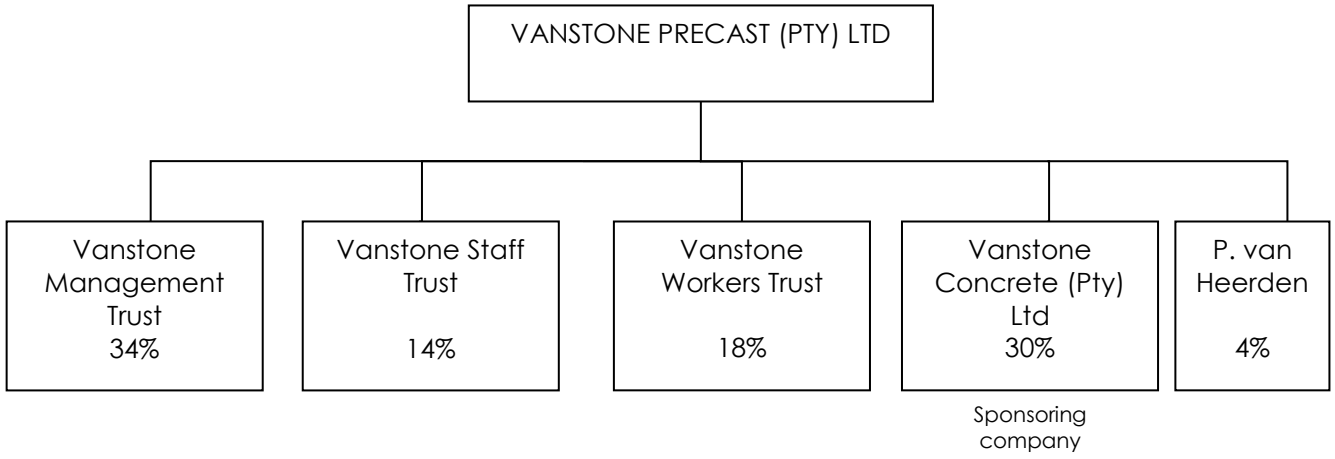 VANSTONE PRECAST (PTY) LTD
Vanstone
Management
Trust
34%
Vanstone Staff
Trust
14%
Vanstone
Workers Trust
18%
Vanstone
Concrete (Pty)
Ltd
30%
P. van
Heerden
4%
Sponsoring
company